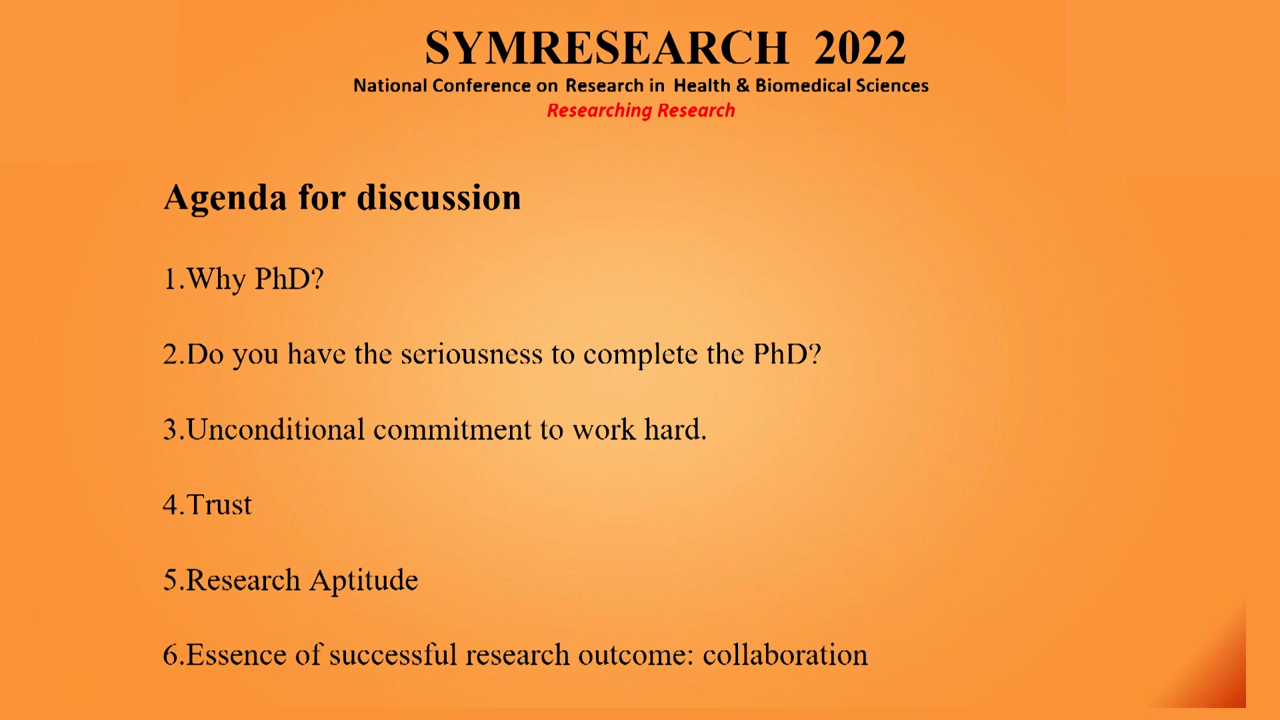 SYMRESEARCH 2022
National Conference on Research in Health & Biomedical Sciences
Researching Research
Agenda for discussion
1.Why PhD?
2.Do you have the seriousness to complete the PhD?
3.Unconditional commitment to work hard.
4.Trust
5.Research Aptitude
6.Essence of successful research outcome: collaboration